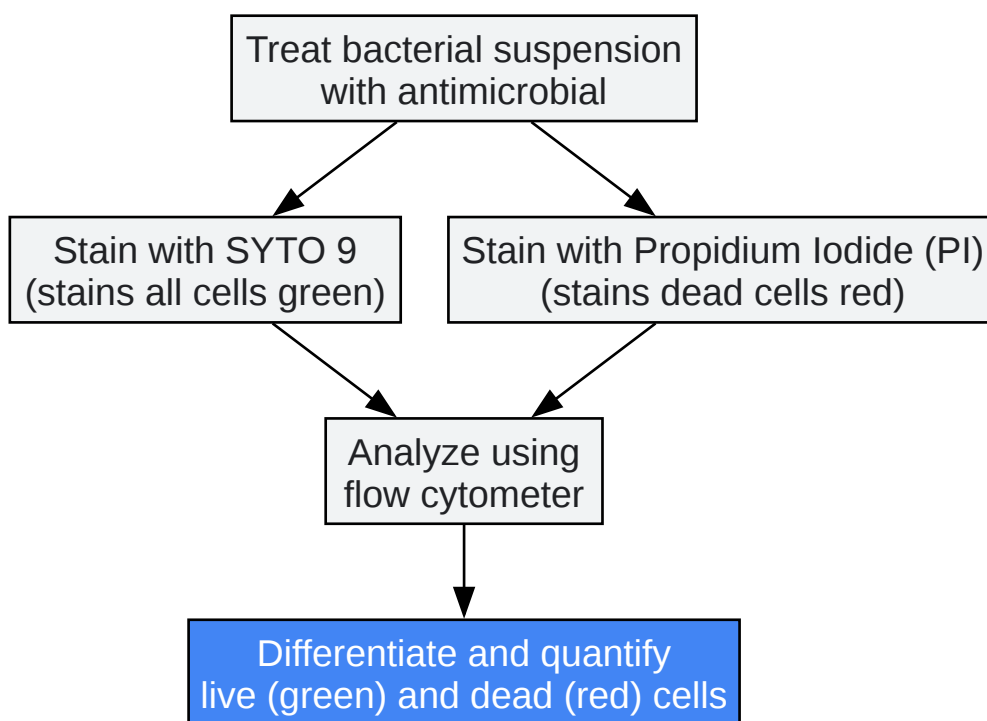 Treat bacterial suspension
with antimicrobial
Stain with SYTO 9
(stains all cells green)
Stain with Propidium Iodide (PI)
(stains dead cells red)
Analyze using
flow cytometer
Differentiate and quantify
live (green) and dead (red) cells